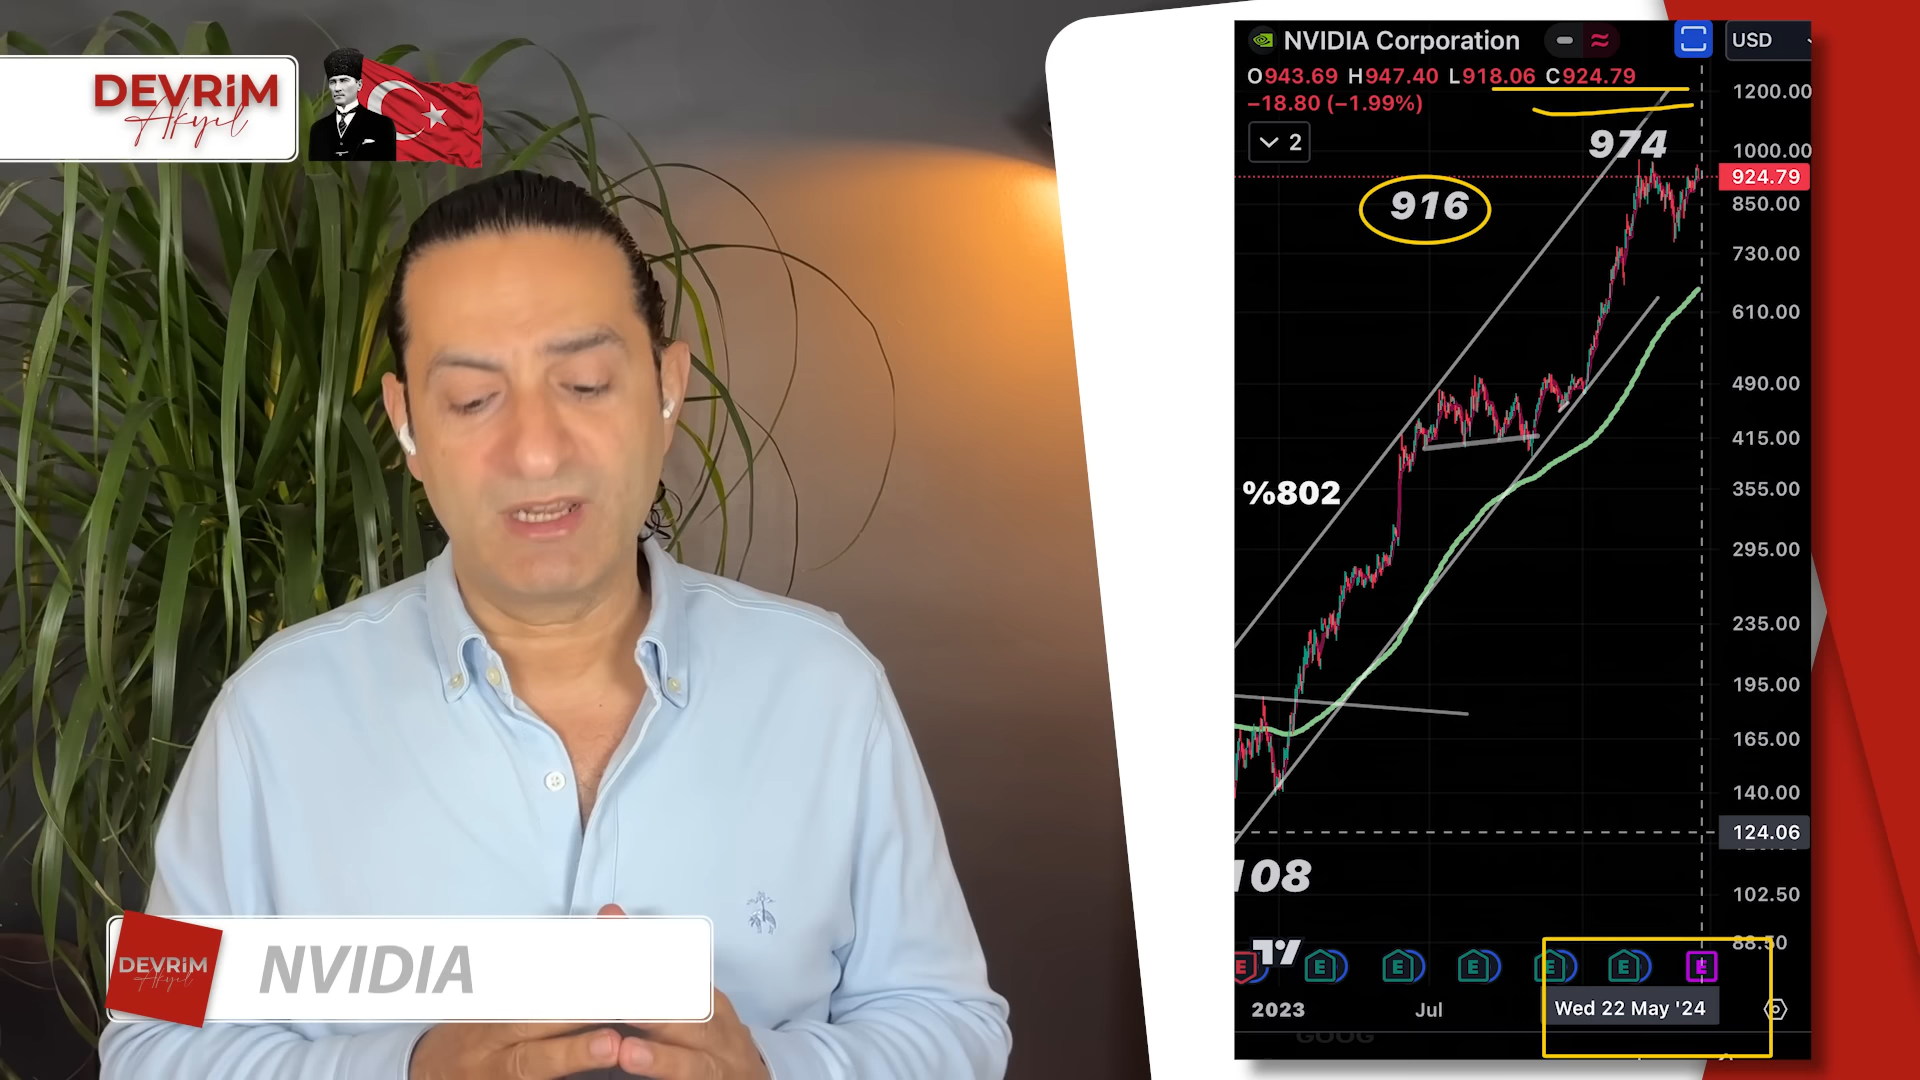 DEVRİM
Akyıl
NVIDIA Corporation
USD
O943.69 H947.40 L918.06 C924.79
−18.80 (−1.99%)
2
974
916
%802
108
1200.00
1000.00
924.79
850.00
730.00
610.00
490.00
415.00
355.00
295.00
235.00
195.00
165.00
140.00
124.06
102.50
88.50
E
E
E
E
E
E
E
2023
Jul
Wed 22 May '24
GOOG
DEVRİM
Akyıl
NVIDIA